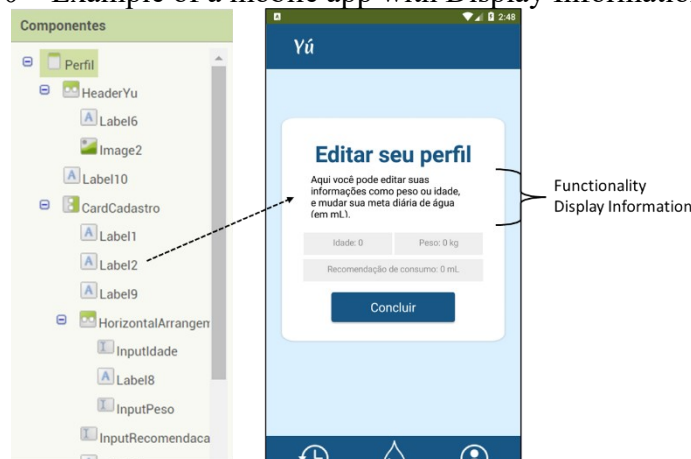 Example of a mobile app with Display Information
Componentes
Perfil
HeaderYu
Label6
Image2
Label10
CardCadastro
Label1
Label2
Label9
HorizontalArrangem
InputIdade
Label8
InputPeso
InputRecomendaca
2:48
Yú
Editar seu perfil
Aqui você pode editar suas
informações como peso ou idade,
e mudar sua meta diária de água
(em mL).
Idade: 0
Peso: 0 kg
Recomendação de consumo: 0 mL
Concluir
Functionality
Display Information